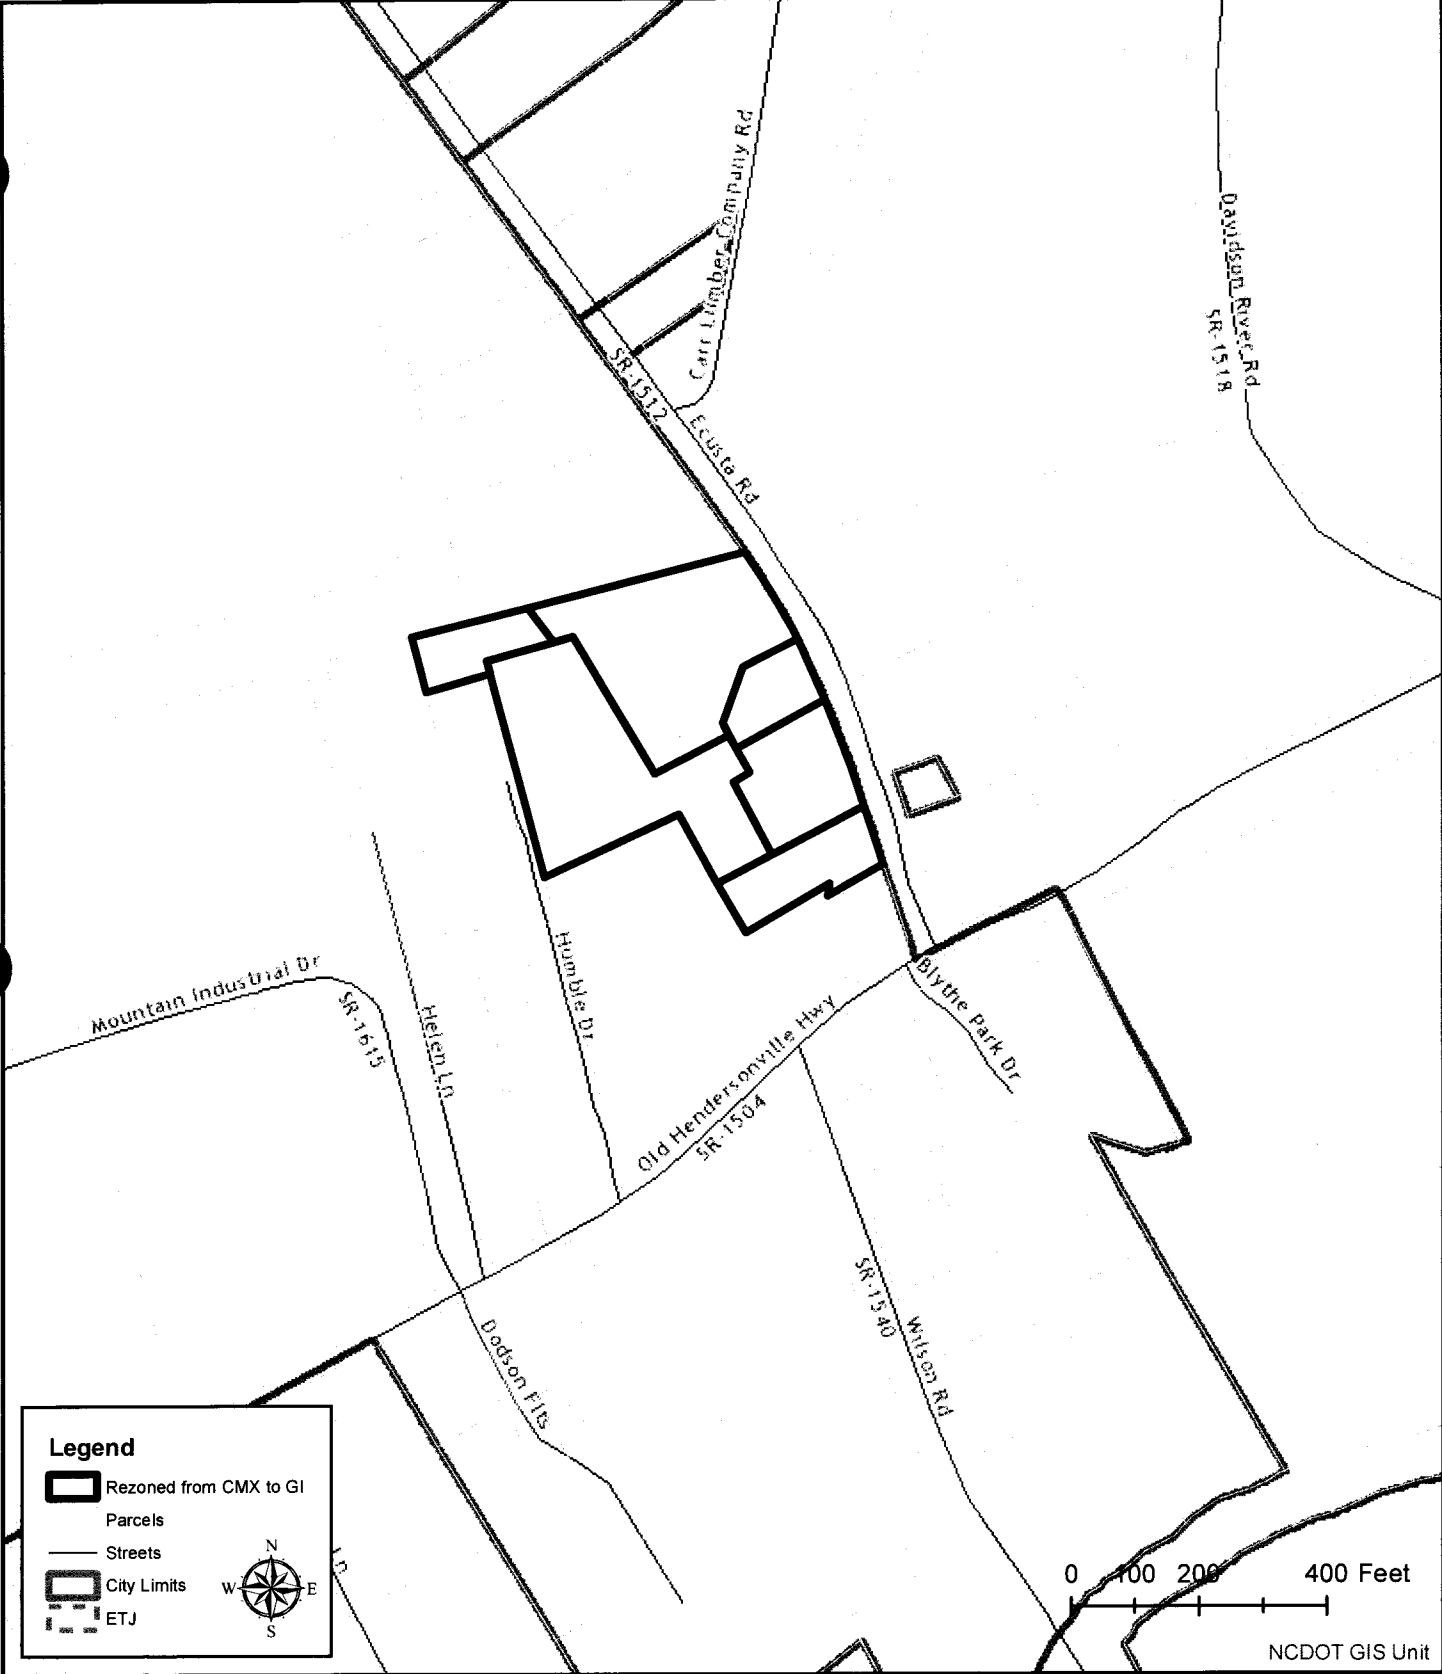 Carr Lumber Company Rd
Davidson River Rd
SR-1518
SR-1512
Ecusta Rd
Mountain Industrial Dr
SR-1615
Helen Ln
Humble Dr
Blythe Park Dr
Old Hendersonville Hwy
SR-1504
SR-1540
Wilson Rd
Dodson Flts
Ln
Legend
Rezoned from CMX to GI
Parcels
Streets
City Limits
ETJ
N
W
E
S
0 100 200 400 Feet
NCDOT GIS Unit